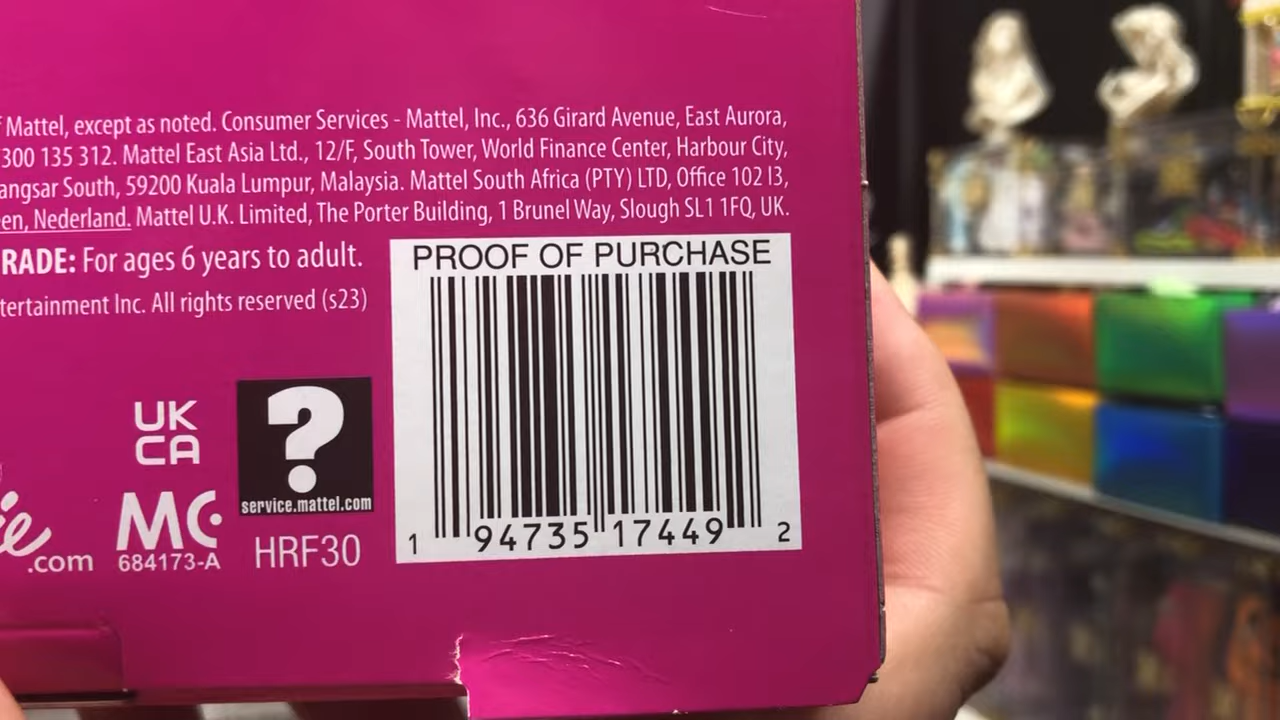 f Mattel, except as noted. Consumer Services - Mattel, Inc., 636 Girard Avenue, East Aurora,
300 135 312. Mattel East Asia Ltd., 12/F, South Tower, World Finance Center, Harbour City,
angsar South, 59200 Kuala Lumpur, Malaysia. Mattel South Africa (PTY) LTD, Office 102 I3,
en, Nederland. Mattel U.K. Limited, The Porter Building, 1 Brunel Way, Slough SL1 1FQ, UK.
RADE: For ages 6 years to adult.
tertainment Inc. All rights reserved (s23)
PROOF OF PURCHASE
UK
CA
?
service.mattel.com
ie
.com
MC
684173-A
HRF30
1 94735 17449 2